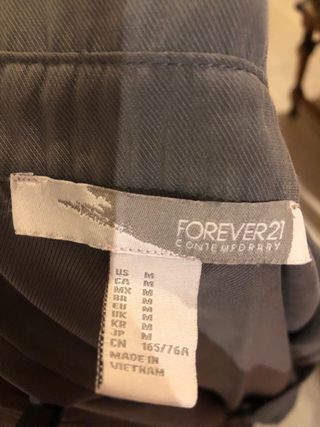 FOREVER21
CONTEMPORARY
US M
CA M
MX M
BR M
EU M
UK M
KR M
JP M
CN 165/76A
MADE IN
VIETNAM